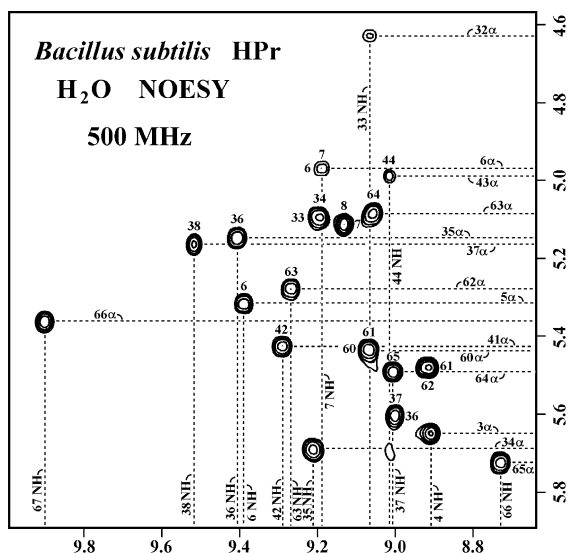 Bacillus subtilis HPr
H₂O NOESY
500 MHz
4.6
4.8
5.0
5.2
5.4
5.6
5.8
9.8
9.6
9.4
9.2
9.0
8.8
32α
33 NH
7
6
6α
44
43α
34
33
8
7
64
63α
38
36
35α
37α
44 NH
63
62α
6
5α
66α
42
41α
61
60
60α
65
64α
61
62
7 NH
37
36
3α
34α
65α
67 NH
38 NH
36 NH
6 NH
42 NH
63 NH
35 NH
37 NH
4 NH
66 NH